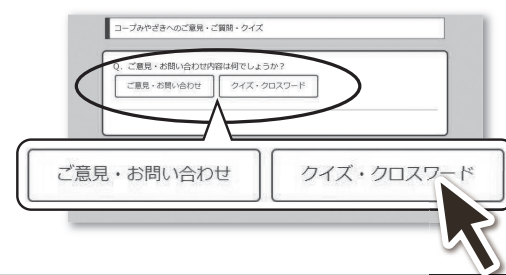 コープみやざきへのご意見・ご質問・クイズ
Q. ご意見・お問い合わせ内容は何でしょうか？
ご意見・お問い合わせ　クイズ・クロスワード
ご意見・お問い合わせ　クイズ・クロスワード